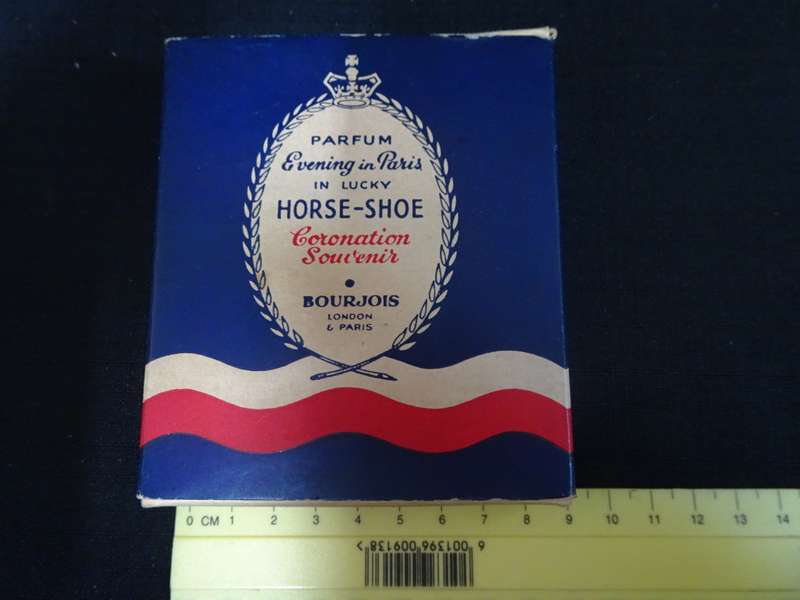 PARFUM
Evening in Paris
IN LUCKY
HORSE-SHOE
Coronation
Souvenir
BOURJOIS
LONDON
& PARIS
0 CM 1 2 3 4 5 6 7 8 9 10 11 12 13 14
6 001396 009138 >